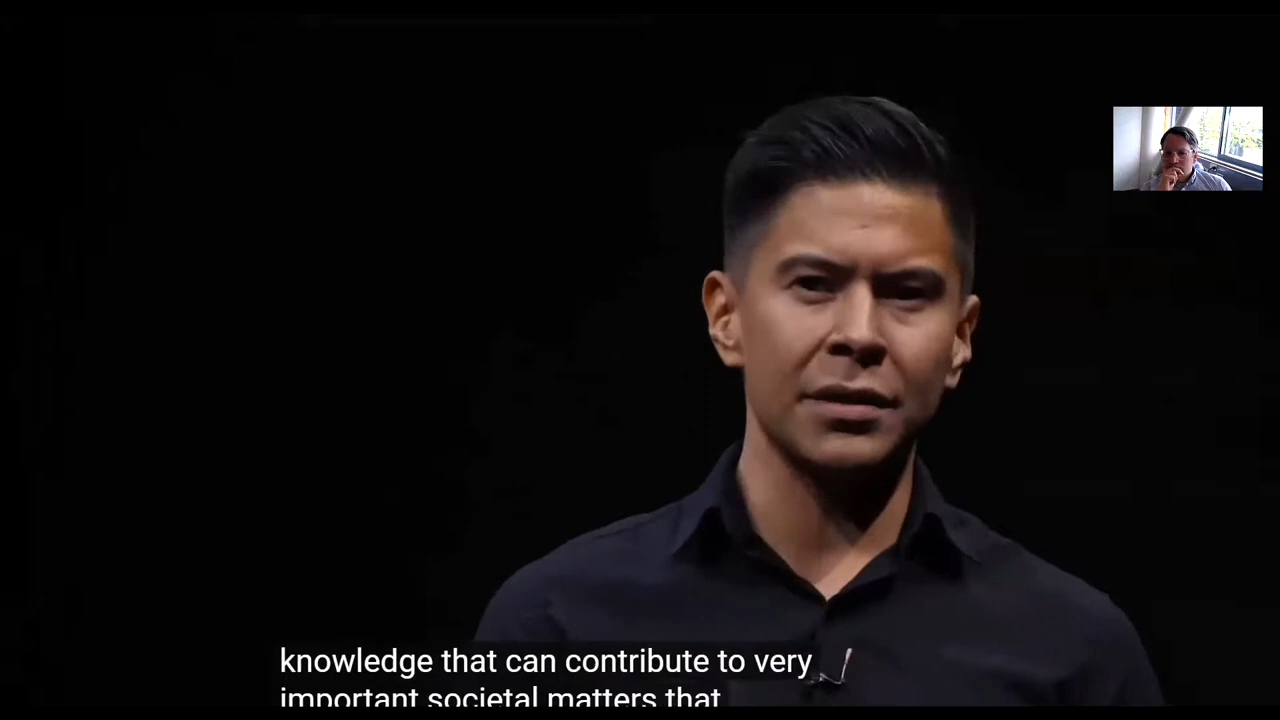 knowledge that can contribute to very
important societal matters that